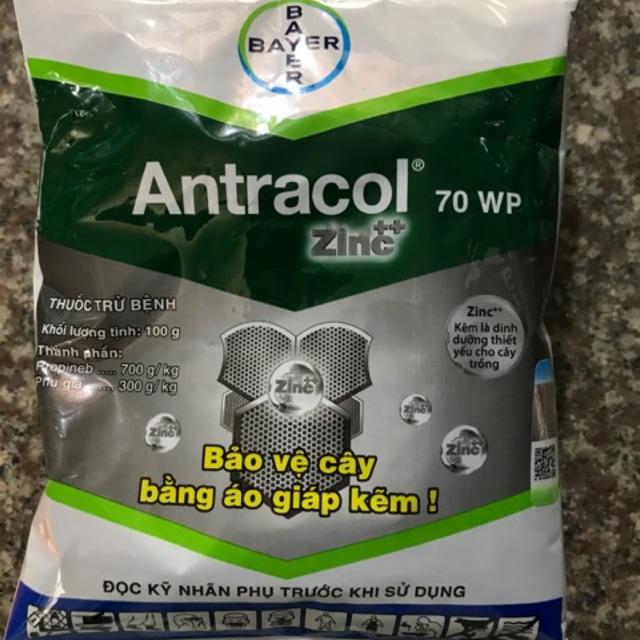 BAYER
BAYER
Antracol® 70 WP
Zinc++
THUỐC TRỪ BỆNH
Khối lượng tịnh: 100 g
Thành phần:
Propineb ..... 700 g/kg
Phụ gia ....... 300 g/kg
Zinc++
Kẽm là dinh
dưỡng thiết
yếu cho cây
trồng
Zinc
Zinc
Zinc
Zinc
Bảo vệ cây
bằng áo giáp kẽm !
ĐỌC KỸ NHÃN PHỤ TRƯỚC KHI SỬ DỤNG